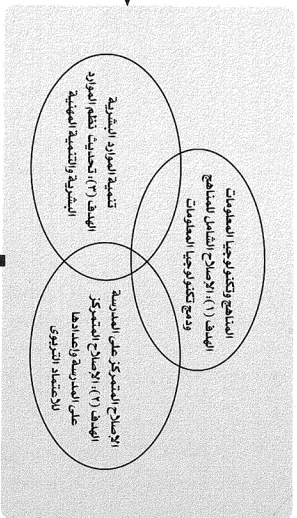 المناهج وتكنولوجيا المعلومات
الهدف (١): الإصلاح الشامل للمناهج
ودمج تكنولوجيا المعلومات
تنمية الموارد البشرية
الهدف (٣): تحديث نظم الموارد
البشرية والتنمية المهنية
الإصلاح المتمركز على المدرسة
الهدف (٢): الإصلاح المتمركز
على المدرسة وإعدادها
للاعتماد التربوى